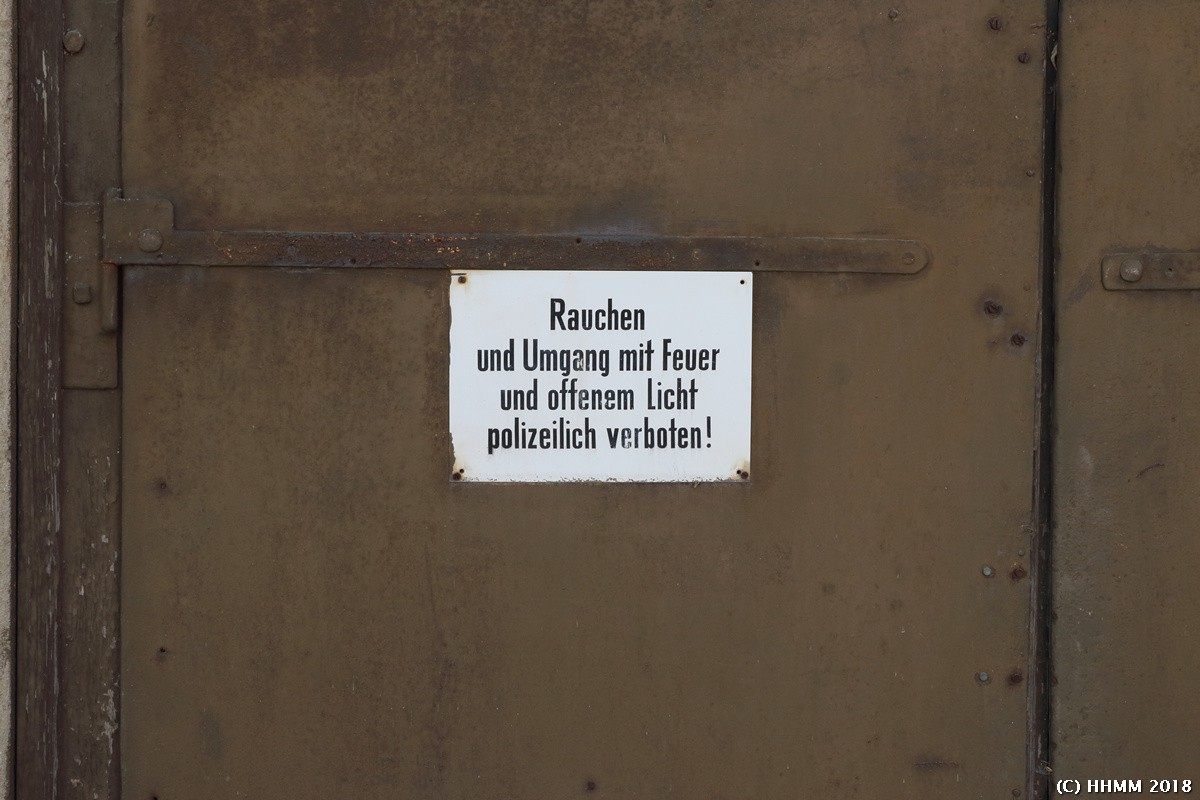 Rauchen
und Umgang mit Feuer
und offenem Licht
polizeilich verboten!
(C) HHMM 2018